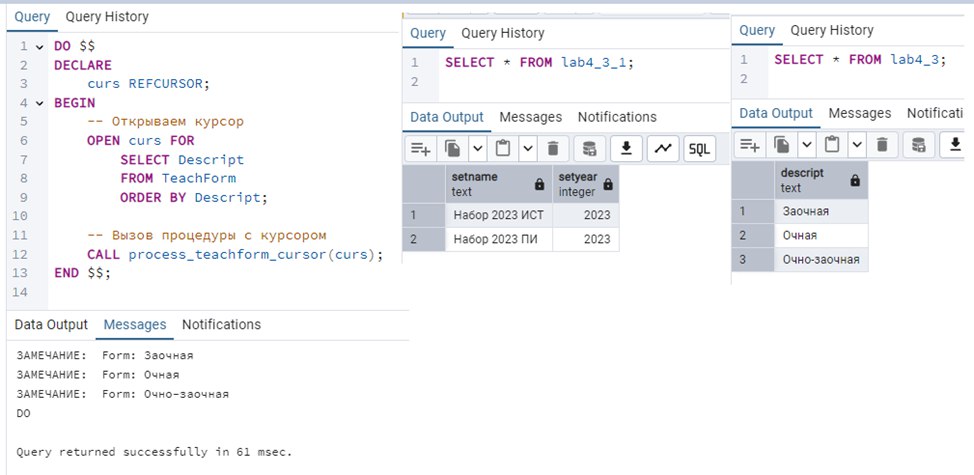 Query Query History
1 DO $$
2 DECLARE
3 curs REFCURSOR;
4 BEGIN
5 -- Открываем курсор
6 OPEN curs FOR
7 SELECT Descript
8 FROM TeachForm
9 ORDER BY Descript;
10
11 -- Вызов процедуры с курсором
12 CALL process_teachform_cursor(curs);
13 END $$;
14
Data Output Messages Notifications
ЗАМЕЧАНИЕ: Form: Заочная
ЗАМЕЧАНИЕ: Form: Очная
ЗАМЕЧАНИЕ: Form: Очно-заочная
DO
Query returned successfully in 61 msec.
Query Query History
1 SELECT * FROM lab4_3_1;
2
Data Output Messages Notifications
SQL
setname setyear
text integer
1 Набор 2023 ИСТ 2023
2 Набор 2023 ПИ 2023
Query Query History
1 SELECT * FROM lab4_3;
2
Data Output Messages Notificati
descript
text
1 Заочная
2 Очная
3 Очно-заочная